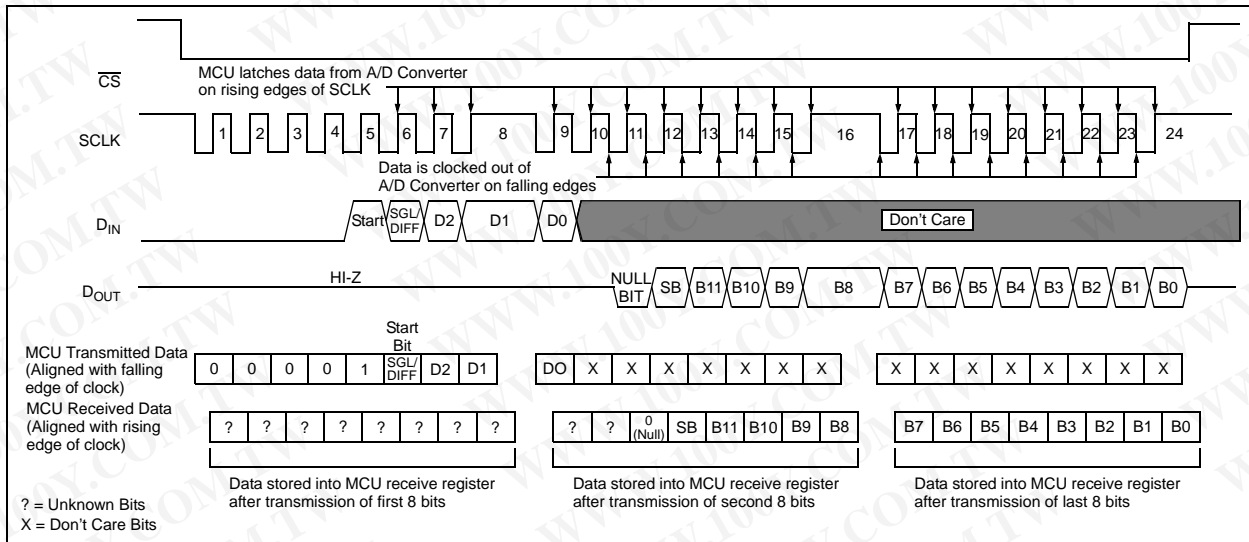 CS
MCU latches data from A/D Converter
on rising edges of SCLK
SCLK
1 2 3 4 5 6 7 8 9 10 11 12 13 14 15 16 17 18 19 20 21 22 23 24
Data is clocked out of
A/D Converter on falling edges
DIN
Start SGL/DIFF D2 D1 D0 Don't Care
HI-Z
DOUT
NULL BIT SB B11 B10 B9 B8 B7 B6 B5 B4 B3 B2 B1 B0
Start
Bit
MCU Transmitted Data
(Aligned with falling
edge of clock)
0 0 0 0 1 SGL/DIFF D2 D1 DO X X X X X X X X X X X X X X X
MCU Received Data
(Aligned with rising
edge of clock)
? ? ? ? ? ? ? ? ? ? 0 (Null) SB B11 B10 B9 B8 B7 B6 B5 B4 B3 B2 B1 B0
Data stored into MCU receive register
after transmission of first 8 bits
Data stored into MCU receive register
after transmission of second 8 bits
Data stored into MCU receive register
after transmission of last 8 bits
? = Unknown Bits
X = Don't Care Bits
WWW.100Y.COM.TW